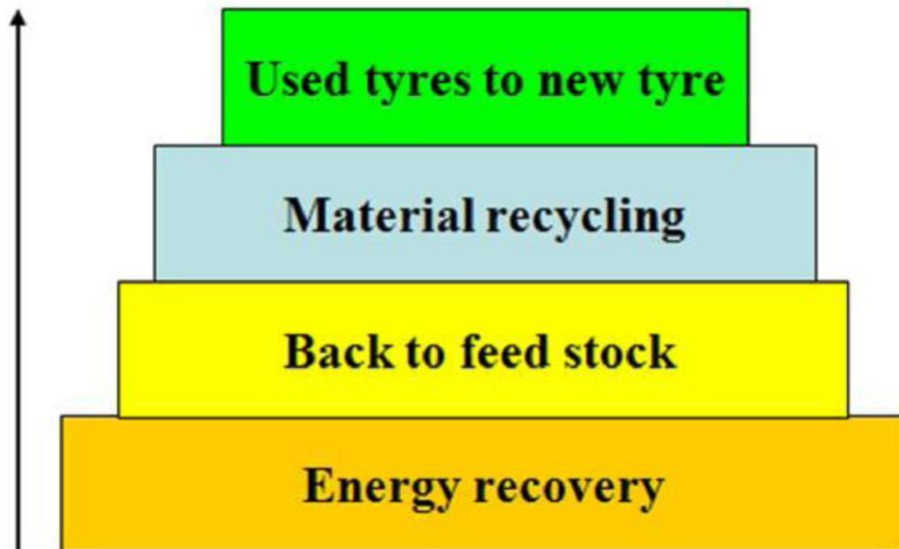 Used tyres to new tyre
Material recycling
Back to feed stock
Energy recovery